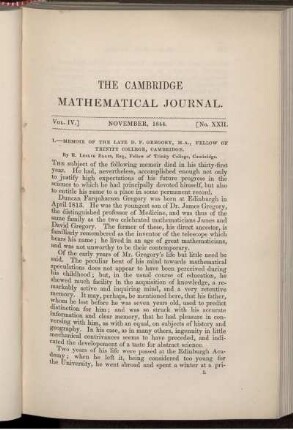 THE CAMBRIDGE
MATHEMATICAL JOURNAL.
VOL. IV.] NOVEMBER, 1844. [No. XXII.
I.—MEMOIR OF THE LATE D. F. GREGORY, M.A., FELLOW OF
TRINITY COLLEGE, CAMBRIDGE.
By R. LESLIE ELLIS, Esq., Fellow of Trinity College, Cambridge.
THE subject of the following memoir died in his thirty-first
year. He had, nevertheless, accomplished enough not only
to justify high expectations of his future progress in the
science to which he had principally devoted himself, but also
to entitle his name to a place in some permanent record.
Duncan Farquharson Gregory was born at Edinburgh in
April 1813. He was the youngest son of Dr. James Gregory,
the distinguished professor of Medicine, and was thus of the
same family as the two celebrated mathematicians James and
David Gregory. The former of these, his direct ancestor, is
familiarly remembered as the inventor of the telescope which
bears his name; he lived in an age of great mathematicians,
and was not unworthy to be their contemporary.
Of the early years of Mr. Gregory's life but little need be
said. The peculiar bent of his mind towards mathematical
speculations does not appear to have been perceived during
his childhood; but, in the usual course of education, he
shewed much facility in the acquisition of knowledge, a re-
markably active and inquiring mind, and a very retentive
memory. It may, perhaps, be mentioned here, that his father,
whom he lost before he was seven years old, used to predict
distinction for him; and was so struck with his accurate
information and clear memory, that he had pleasure in con-
versing with him, as with an equal, on subjects of history and
geography. In his case, as in many others, ingenuity in little
mechanical contrivances seems to have preceded, and indi-
cated the developement of a taste for abstract science.
Two years of his life were passed at the Edinburgh Aca-
demy; when he left it, being considered too young for
the University, he went abroad and spent a winter at a pri-